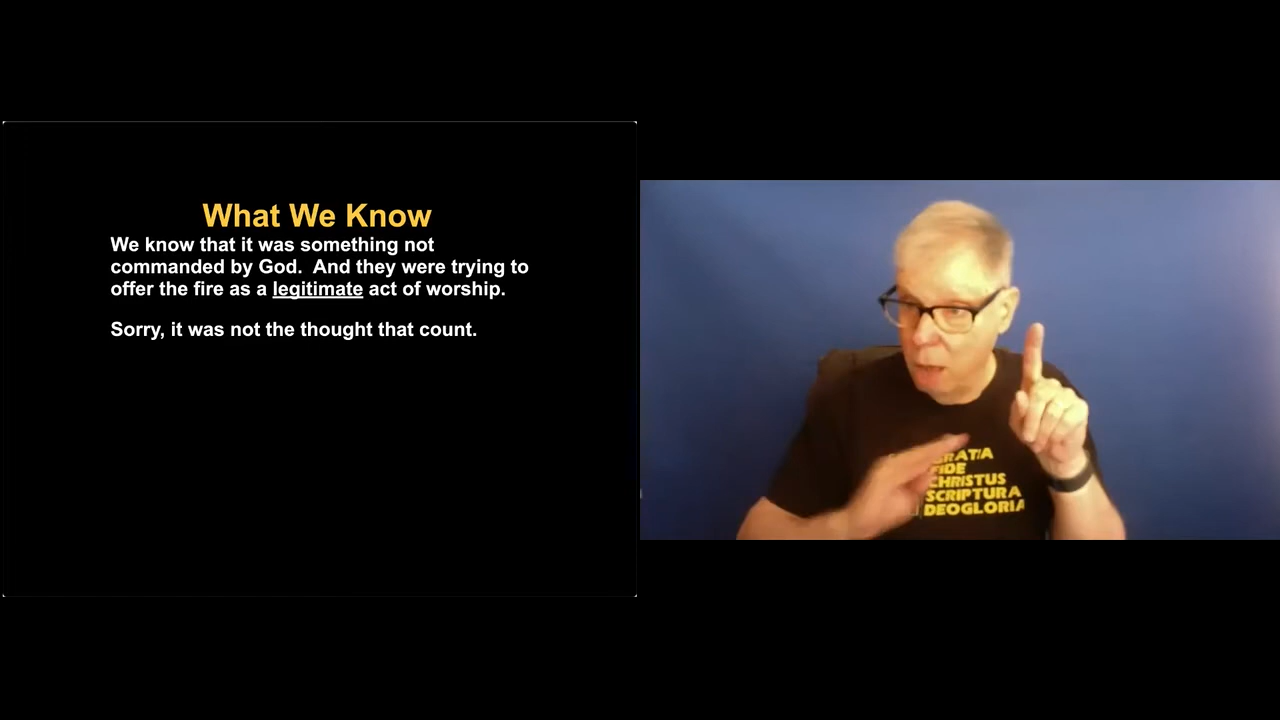 What We Know
We know that it was something not
commanded by God.  And they were trying to
offer the fire as a legitimate act of worship.
Sorry, it was not the thought that count.
FIDE
CHRISTUS
SCRIPTURA
DEOGLORIA